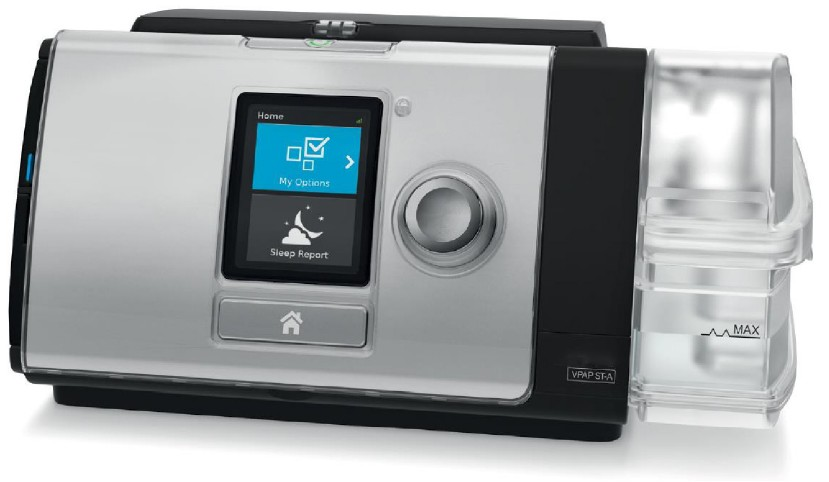 Home
My Options
Sleep Report
MAX
VPAP ST-A